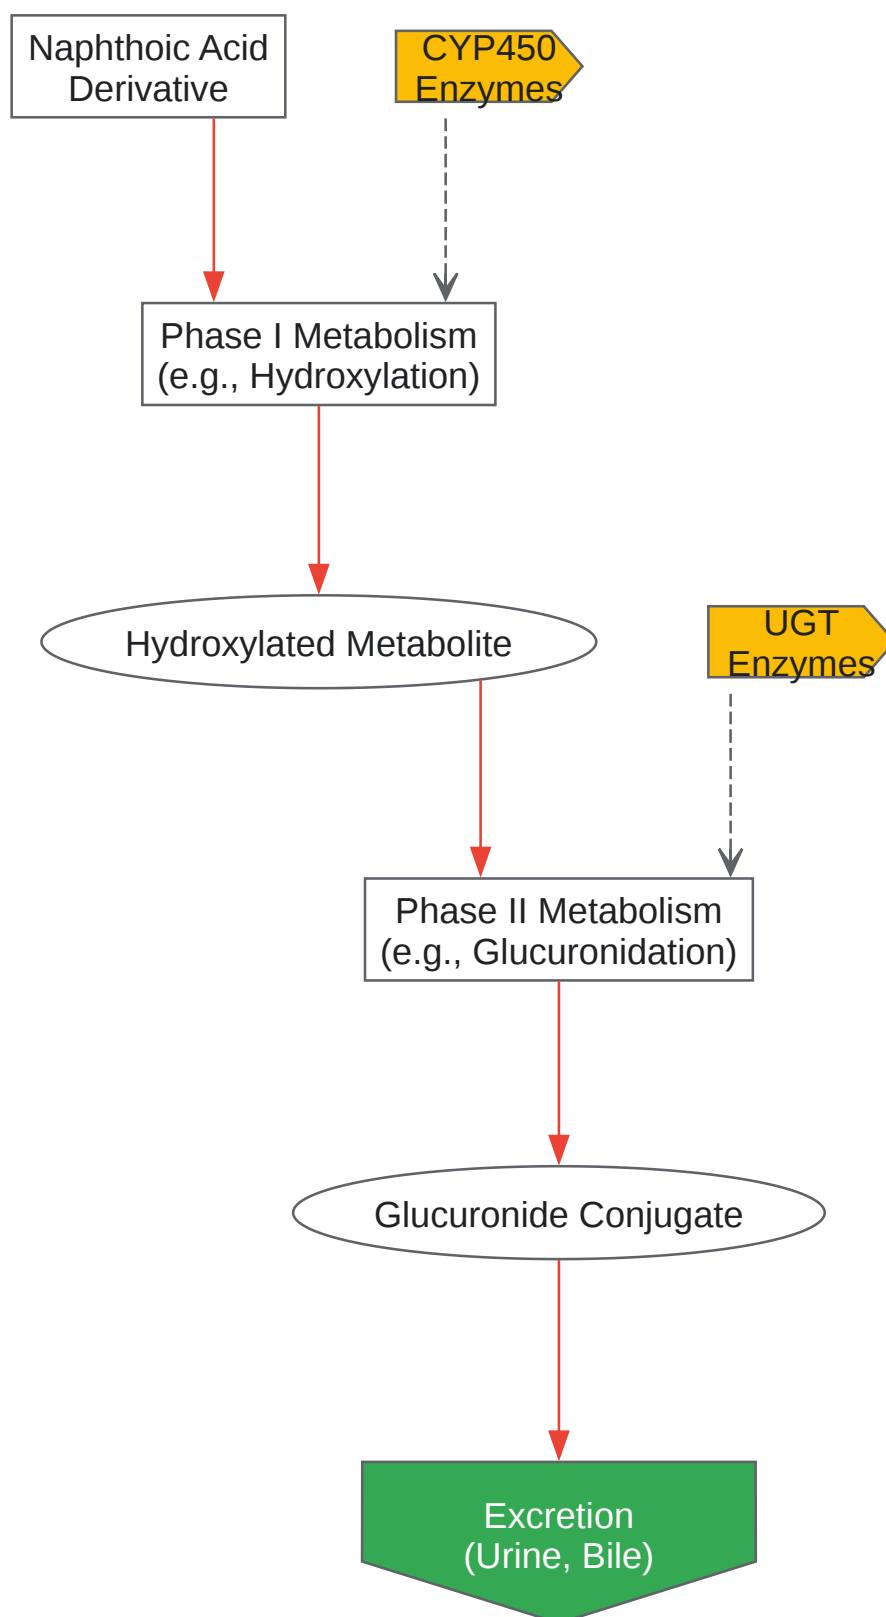 Naphthoic Acid
Derivative
CYP450
Enzymes
Phase I Metabolism
(e.g., Hydroxylation)
Hydroxylated Metabolite
UGT
Enzymes
Phase II Metabolism
(e.g., Glucuronidation)
Glucuronide Conjugate
Excretion
(Urine, Bile)